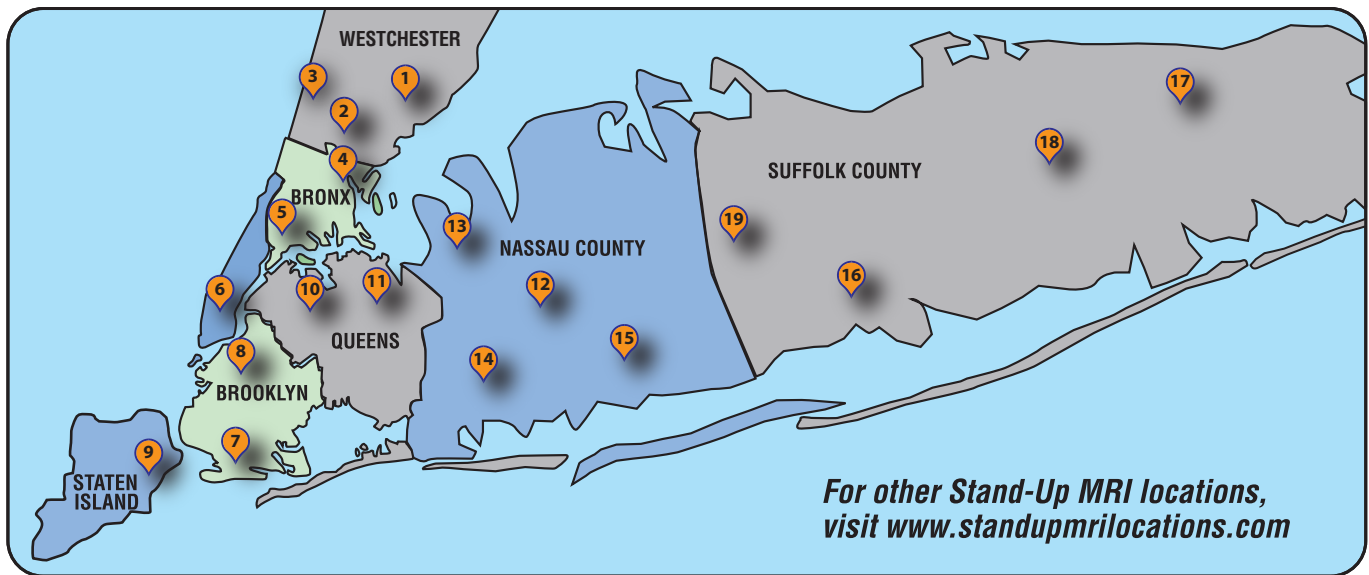 WESTCHESTER
3
1
2
17
18
4
SUFFOLK COUNTY
BRONX
5
13
19
NASSAU COUNTY
16
6
10
11
12
QUEENS
15
8
14
BROOKLYN
7
9
STATEN
ISLAND
For other Stand-Up MRI locations,
visit www.standupmrilocations.com